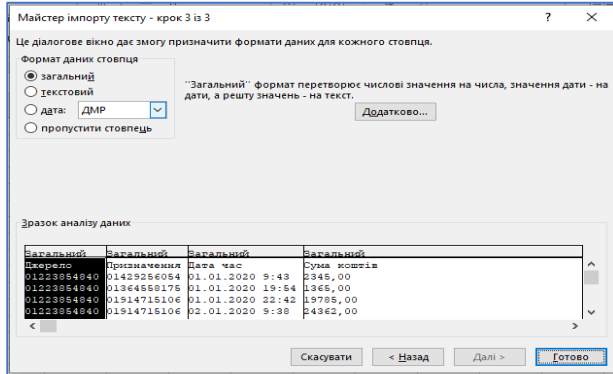 Майстер імпорту тексту - крок 3 із 3 ? ×
Це діалогове вікно дає змогу призначити формати даних для кожного стовпця.
Формат даних стовпця
загальний
текстовий
дата: ДМР
пропустити стовпець
"Загальний" формат перетворює числові значення на числа, значення дати - на
дати, а решту значень - на текст.
Додатково...
Зразок аналізу даних
Загальний Загальний Загальний Загальний
Джерело Призначення Дата час Сума коштів
01223854840 01429256054 01.01.2020 9:43 2345,00
01223854840 01364558175 01.01.2020 19:54 1365,00
01223854840 01914715106 01.01.2020 22:42 19785,00
01223854840 01914715106 02.01.2020 9:38 24362,00
Скасувати < Назад Далі > Готово